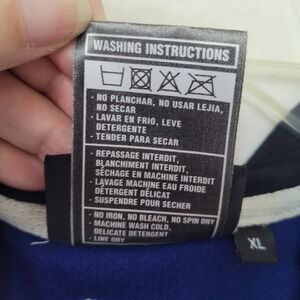 WASHING INSTRUCTIONS
· NO PLANCHAR, NO USAR LEJIA,
NO SECAR
· LAVAR EN FRIO, LEVE
DETERGENTE
· TENDER PARA SECAR
· REPASSAGE INTERDIT,
BLANCHIMENT INTERDIT,
SÉCHAGE EN MACHINE INTERDIT
· LAVAGE MACHINE EAU FROIDE
DÉTERGENT DÉLICAT
· SUSPENDRE POUR SECHER
· NO IRON, NO BLEACH, NO SPIN DRY
· MACHINE WASH COLD,
DELICATE DETERGENT
· LINE DRY
XL